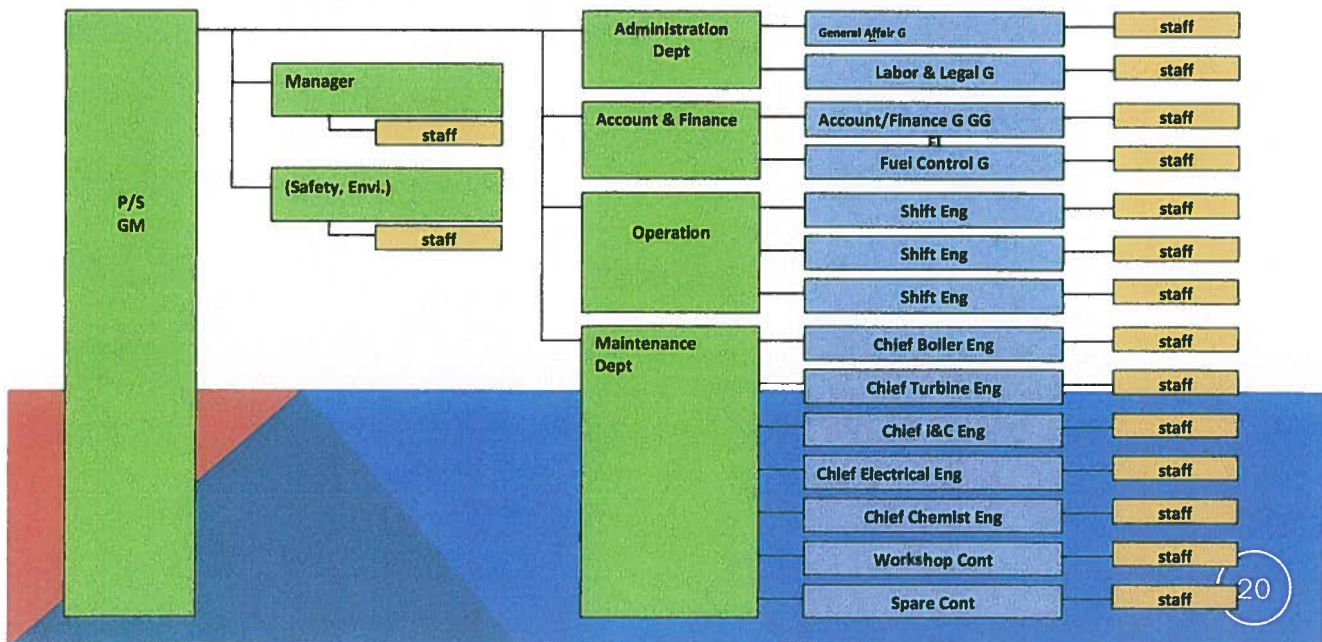 P/S
GM
Manager
staff
(Safety, Envi.)
staff
Administration
Dept
General Affair G
staff
Labor & Legal G
staff
Account & Finance
Account/Finance G GG
staff
Fuel Control G
staff
Operation
Shift Eng
staff
Shift Eng
staff
Shift Eng
staff
Maintenance
Dept
Chief Boiler Eng
staff
Chief Turbine Eng
staff
Chief I&C Eng
staff
Chief Electrical Eng
staff
Chief Chemist Eng
staff
Workshop Cont
staff
Spare Cont
staff
20